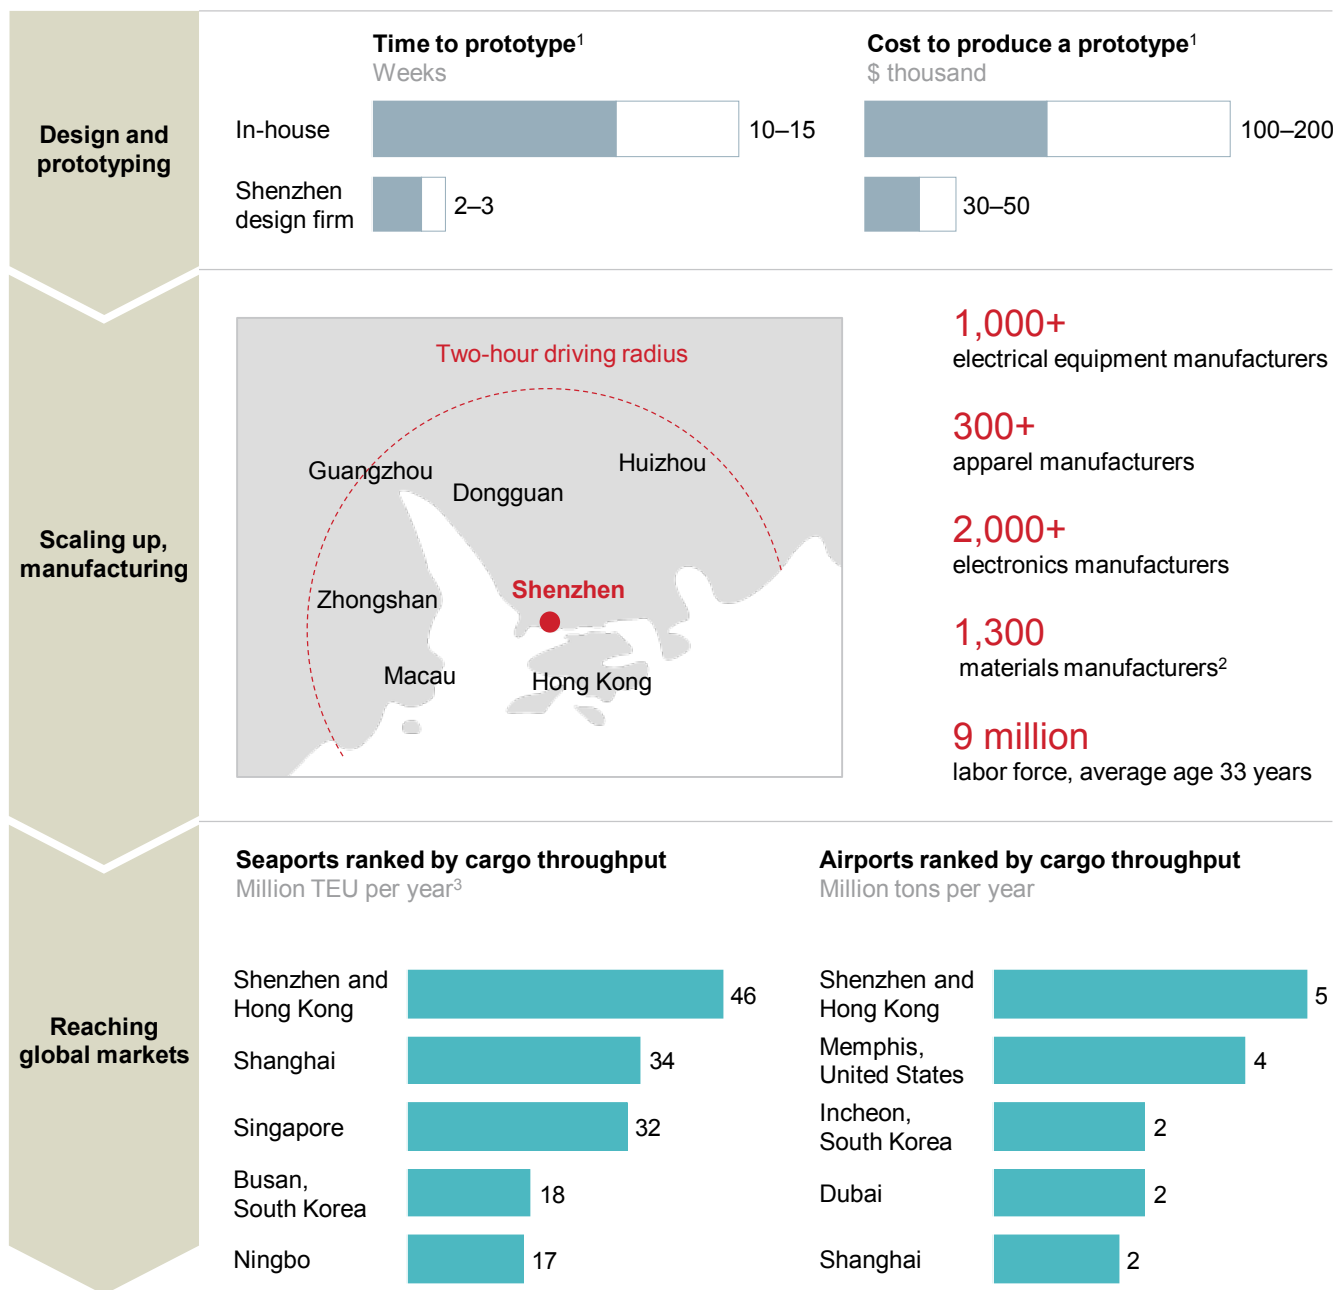 Design and
prototyping
Time to prototype¹
Weeks
In-house
10–15
Shenzhen
design firm
2–3
Cost to produce a prototype¹
$ thousand
100–200
30–50
Scaling up,
manufacturing
Two-hour driving radius
Guangzhou
Huizhou
Dongguan
Shenzhen
Zhongshan
Macau
Hong Kong
1,000+
electrical equipment manufacturers
300+
apparel manufacturers
2,000+
electronics manufacturers
1,300
materials manufacturers²
9 million
labor force, average age 33 years
Reaching
global markets
Seaports ranked by cargo throughput
Million TEU per year³
Shenzhen and
Hong Kong
46
Shanghai
34
Singapore
32
Busan,
South Korea
18
Ningbo
17
Airports ranked by cargo throughput
Million tons per year
Shenzhen and
Hong Kong
5
Memphis,
United States
4
Incheon,
South Korea
2
Dubai
2
Shanghai
2